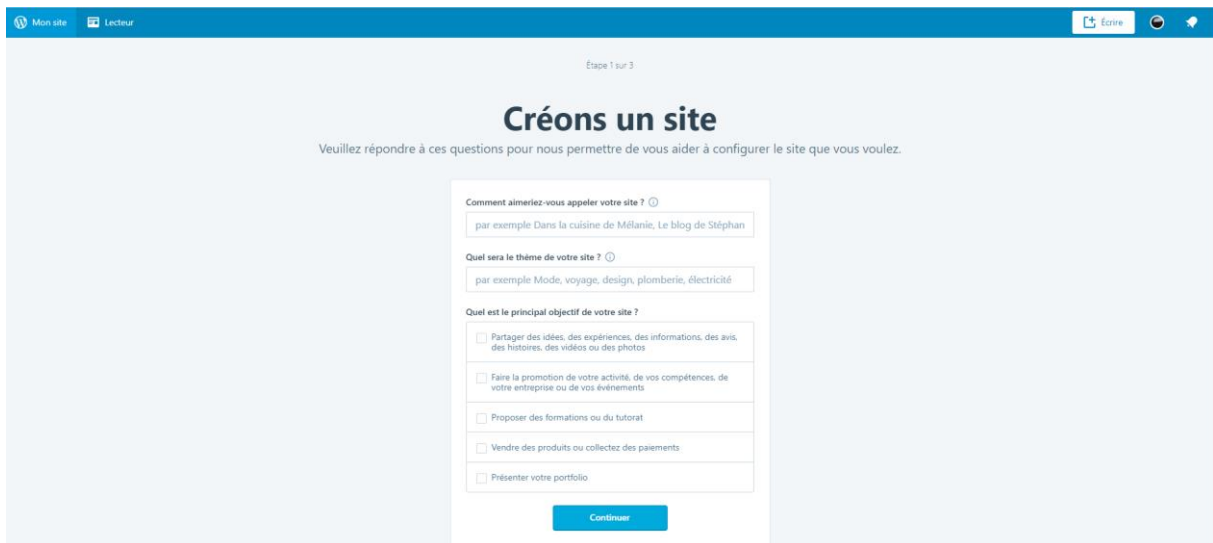 Mon site
Lecteur
Écrire
Étape 1 sur 3
Créons un site
Veuillez répondre à ces questions pour nous permettre de vous aider à configurer le site que vous voulez.
Comment aimeriez-vous appeler votre site ?
par exemple Dans la cuisine de Mélanie, Le blog de Stéphan
Quel sera le thème de votre site ?
par exemple Mode, voyage, design, plomberie, électricité
Quel est le principal objectif de votre site ?
Partager des idées, des expériences, des informations, des avis,
des histoires, des vidéos ou des photos
Faire la promotion de votre activité, de vos compétences, de
votre entreprise ou de vos événements
Proposer des formations ou du tutorat
Vendre des produits ou collectez des paiements
Présenter votre portfolio
Continuer